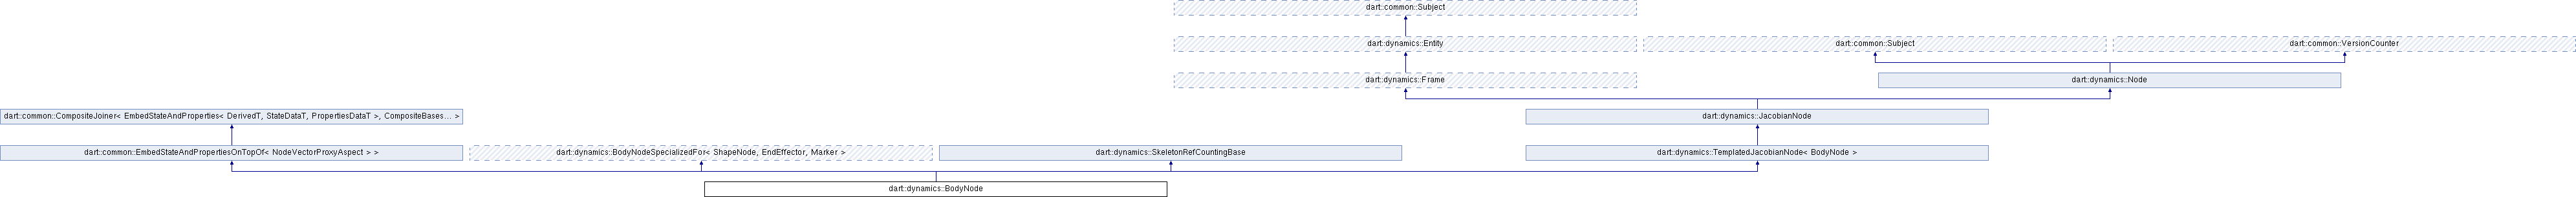 dart::common::Subject
dart::dynamics::Entity
dart::common::Subject
dart::common::VersionCounter
dart::dynamics::Frame
dart::dynamics::Node
dart::common::CompositeJoiner< EmbedStateAndProperties< DerivedT, StateDataT, PropertiesDataT >, CompositeBases... >
dart::dynamics::JacobianNode
dart::common::EmbedStateAndPropertiesOnTopOf< NodeVectorProxyAspect > >
dart::dynamics::BodyNodeSpecializedFor< ShapeNode, EndEffector, Marker >
dart::dynamics::SkeletonRefCountingBase
dart::dynamics::TemplatedJacobianNode< BodyNode >
dart::dynamics::BodyNode